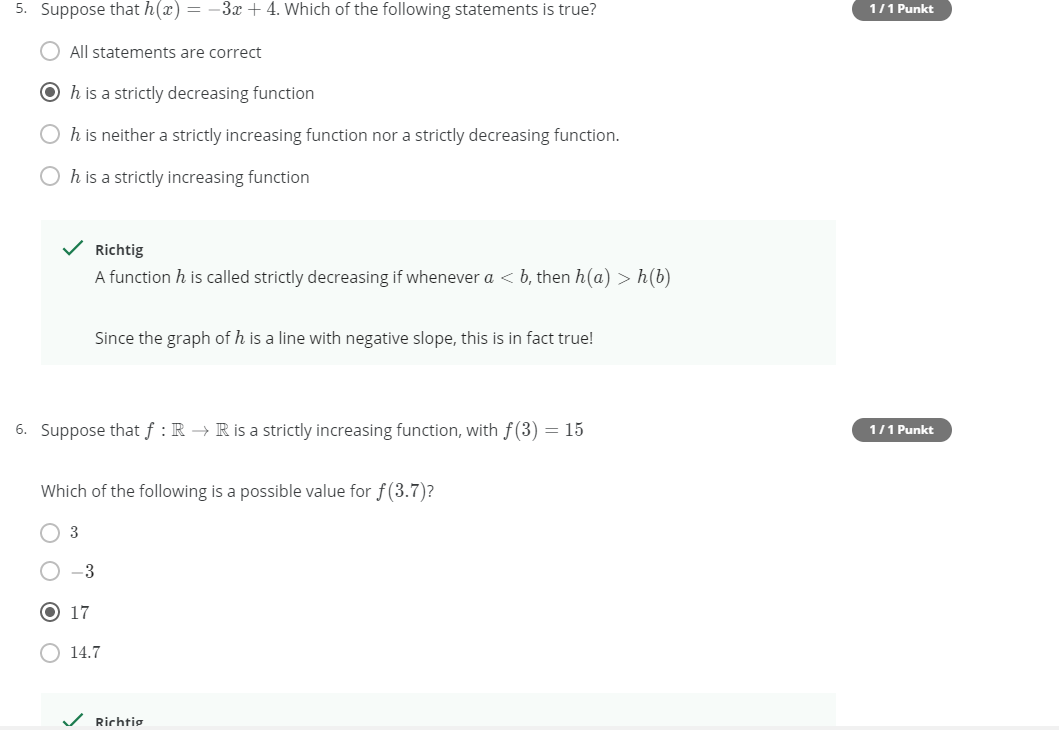 5. Suppose that h(x) = −3x + 4. Which of the following statements is true?
1 / 1 Punkt
All statements are correct
h is a strictly decreasing function
h is neither a strictly increasing function nor a strictly decreasing function.
h is a strictly increasing function
Richtig
A function h is called strictly decreasing if whenever a < b, then h(a) > h(b)
Since the graph of h is a line with negative slope, this is in fact true!
6. Suppose that f : ℝ → ℝ is a strictly increasing function, with f(3) = 15
1 / 1 Punkt
Which of the following is a possible value for f(3.7)?
3
−3
17
14.7
Richtig